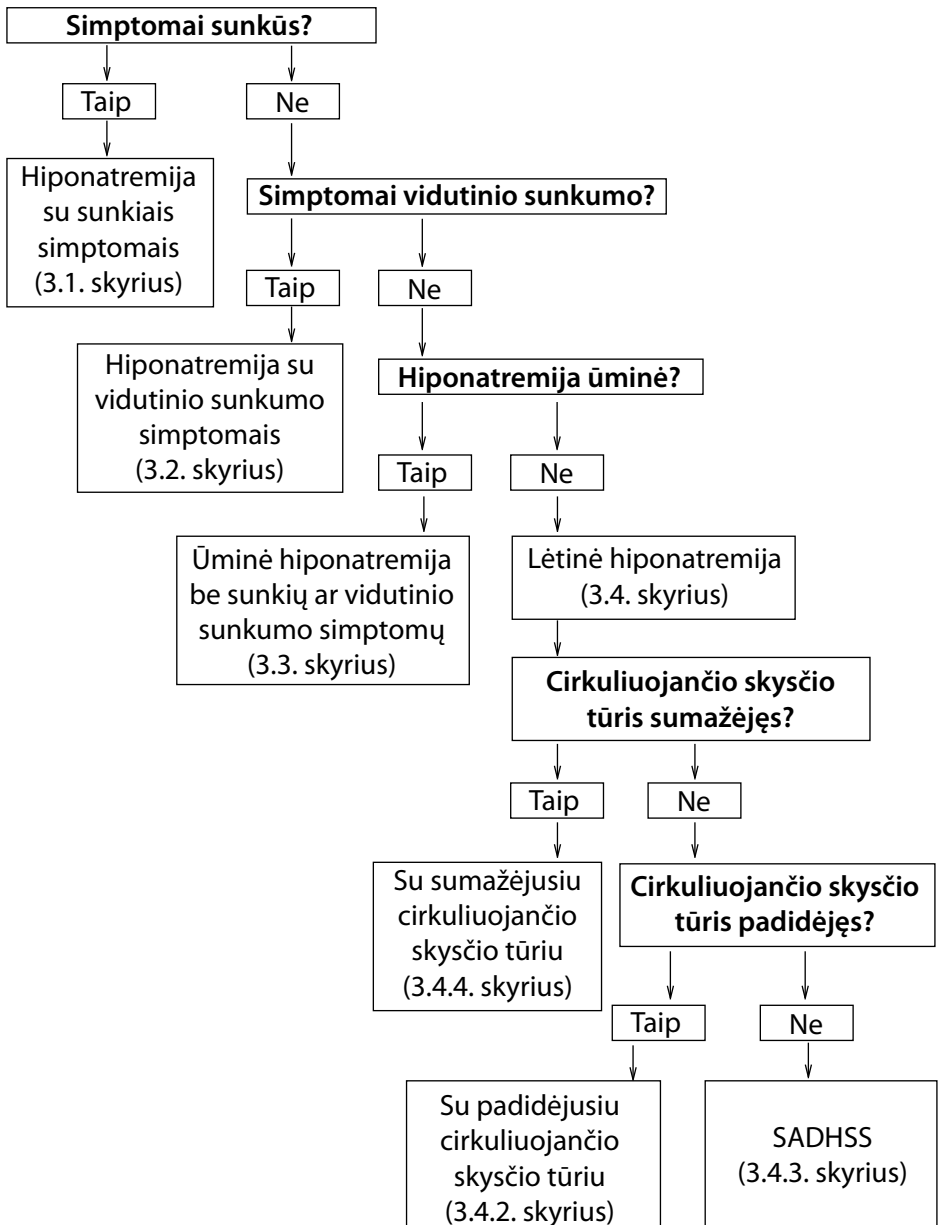 Simptomai sunkūs?
Taip
Ne
Hiponatremija
su sunkiais
simptomais
(3.1. skyrius)
Simptomai vidutinio sunkumo?
Taip
Ne
Hiponatremija su
vidutinio sunkumo
simptomais
(3.2. skyrius)
Hiponatremija ūminė?
Taip
Ne
Ūminė hiponatremija
be sunkių ar vidutinio
sunkumo simptomų
(3.3. skyrius)
Lėtinė hiponatremija
(3.4. skyrius)
Cirkuliuojančio skysčio
tūris sumažėjęs?
Taip
Ne
Su sumažėjusiu
cirkuliuojančio
skysčio tūriu
(3.4.4. skyrius)
Cirkuliuojančio skysčio
tūris padidėjęs?
Taip
Ne
Su padidėjusiu
cirkuliuojančio
skysčio tūriu
(3.4.2. skyrius)
SADHSS
(3.4.3. skyrius)